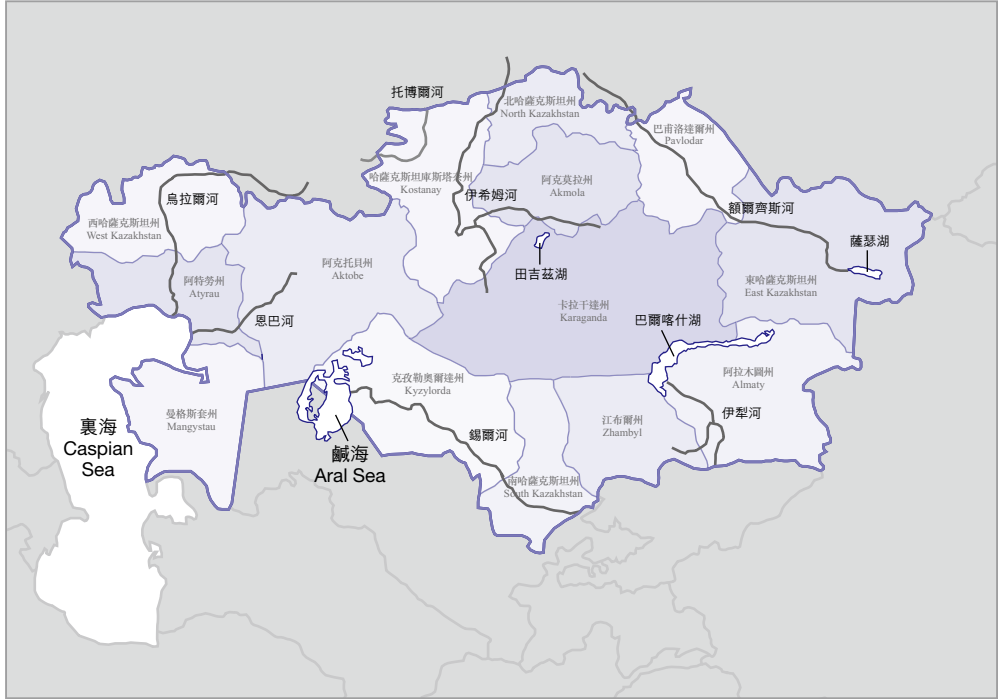 托博爾河
北哈薩克斯坦州
North Kazakhstan
巴甫洛達爾州
Pavlodar
哈薩克斯坦庫斯塔奈州
Kostanay
阿克莫拉州
Akmola
伊希姆河
烏拉爾河
額爾齊斯河
西哈薩克斯坦州
West Kazakhstan
薩瑟湖
阿克托貝州
Aktobe
田吉茲湖
阿特勞州
Atyrau
東哈薩克斯坦州
East Kazakhstan
卡拉干達州
Karaganda
恩巴河
巴爾喀什湖
克孜勒奧爾達州
Kyzylorda
阿拉木圖州
Almaty
曼格斯套州
Mangystau
江布爾州
Zhambyl
伊犁河
裏海
Caspian
Sea
錫爾河
鹹海
Aral Sea
南哈薩克斯坦州
South Kazakhstan